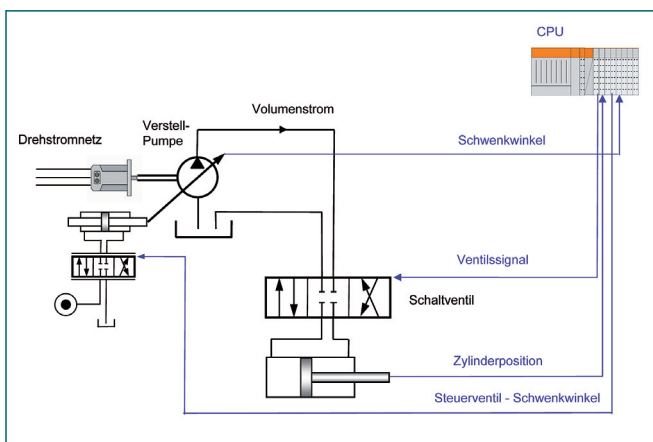 CPU
Volumenstrom
Verstell-
Pumpe
Drehstromnetz
Schwenkwinkel
Ventilssignal
Schaltventil
Zylinderposition
Steuerventil - Schwenkwinkel